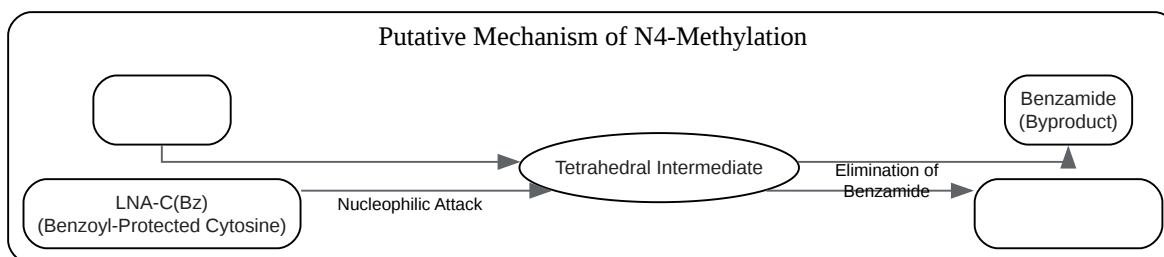 Putative Mechanism of N4-Methylation
Benzamide
(Byproduct)
Tetrahedral Intermediate
Elimination of
Benzamide
LNA-C(Bz)
(Benzoyl-Protected Cytosine)
Nucleophilic Attack